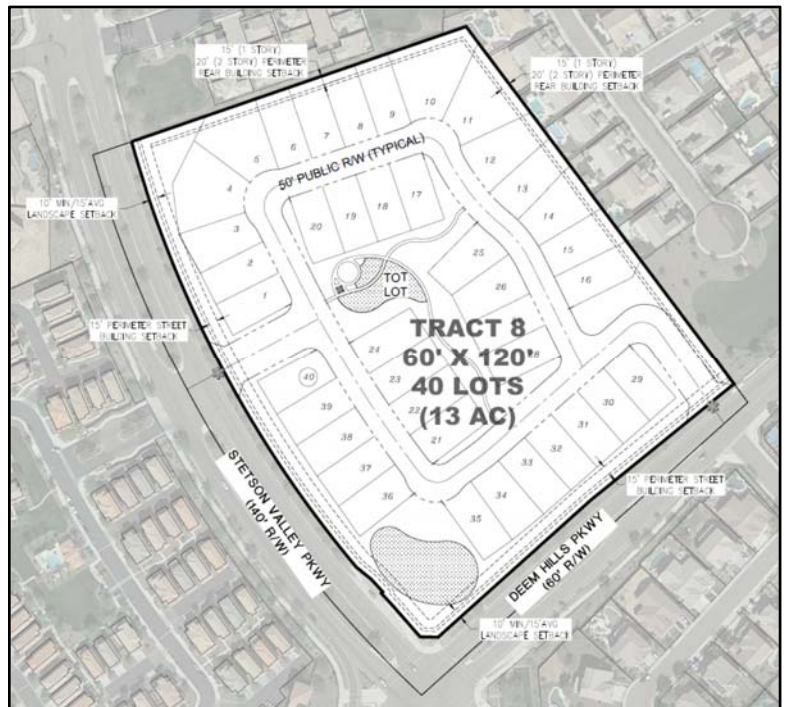 15' (1 STORY)
20' (2 STORY) PERIMETER
REAR BUILDING SETBACK
15' (1 STORY)
20' (2 STORY) PERIMETER
REAR BUILDING SETBACK
10' MIN/15'AVG
LANDSCAPE SETBACK
50' PUBLIC R/W (TYPICAL)
10
9
8
7
6
5
4
3
2
1
11
12
13
14
15
16
17
18
19
20
TOT
LOT
25
26
TRACT 8
60' X 120'
40 LOTS
(13 AC)
15' PERIMETER STREET
BUILDING SETBACK
24
23
22
21
28
29
30
31
32
33
34
35
36
37
38
39
40
STETSON VALLEY PKWY
(140' R/W)
DEEM HILLS PKWY
(60' R/W)
15' PERIMETER STREET
BUILDING SETBACK
10' MIN/15'AVG
LANDSCAPE SETBACK